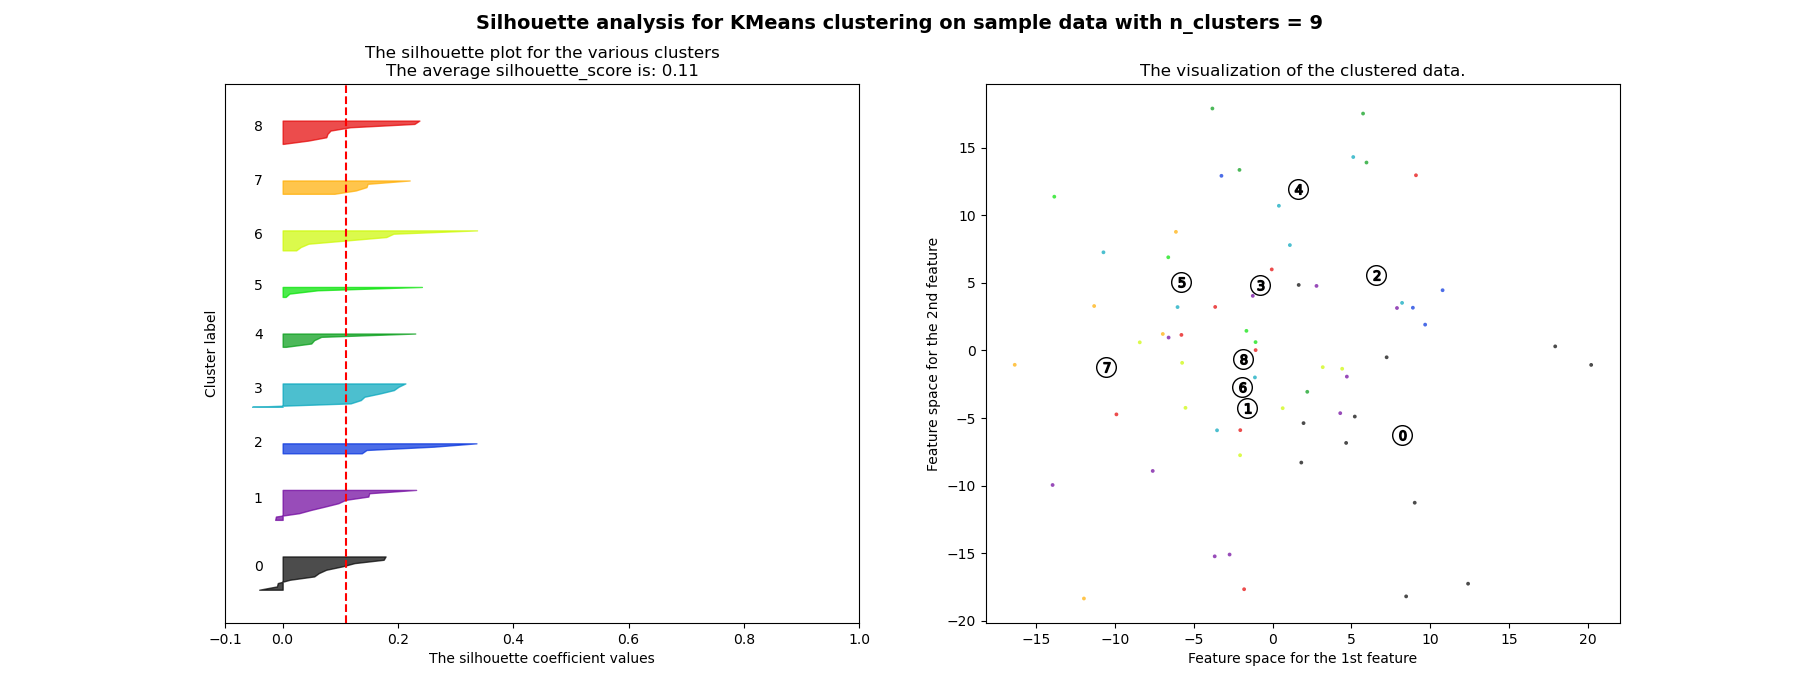 Silhouette analysis for KMeans clustering on sample data with n_clusters = 9
The silhouette plot for the various clusters
The average silhouette_score is: 0.11
8
7
6
5
4
3
2
1
0
Cluster label
−0.1 0.0 0.2 0.4 0.6 0.8 1.0
The silhouette coefficient values
The visualization of the clustered data.
15
10
5
0
−5
−10
−15
−20
Feature space for the 2nd feature
4
2
5
3
8
7
6
1
0
−15 −10 −5 0 5 10 15 20
Feature space for the 1st feature